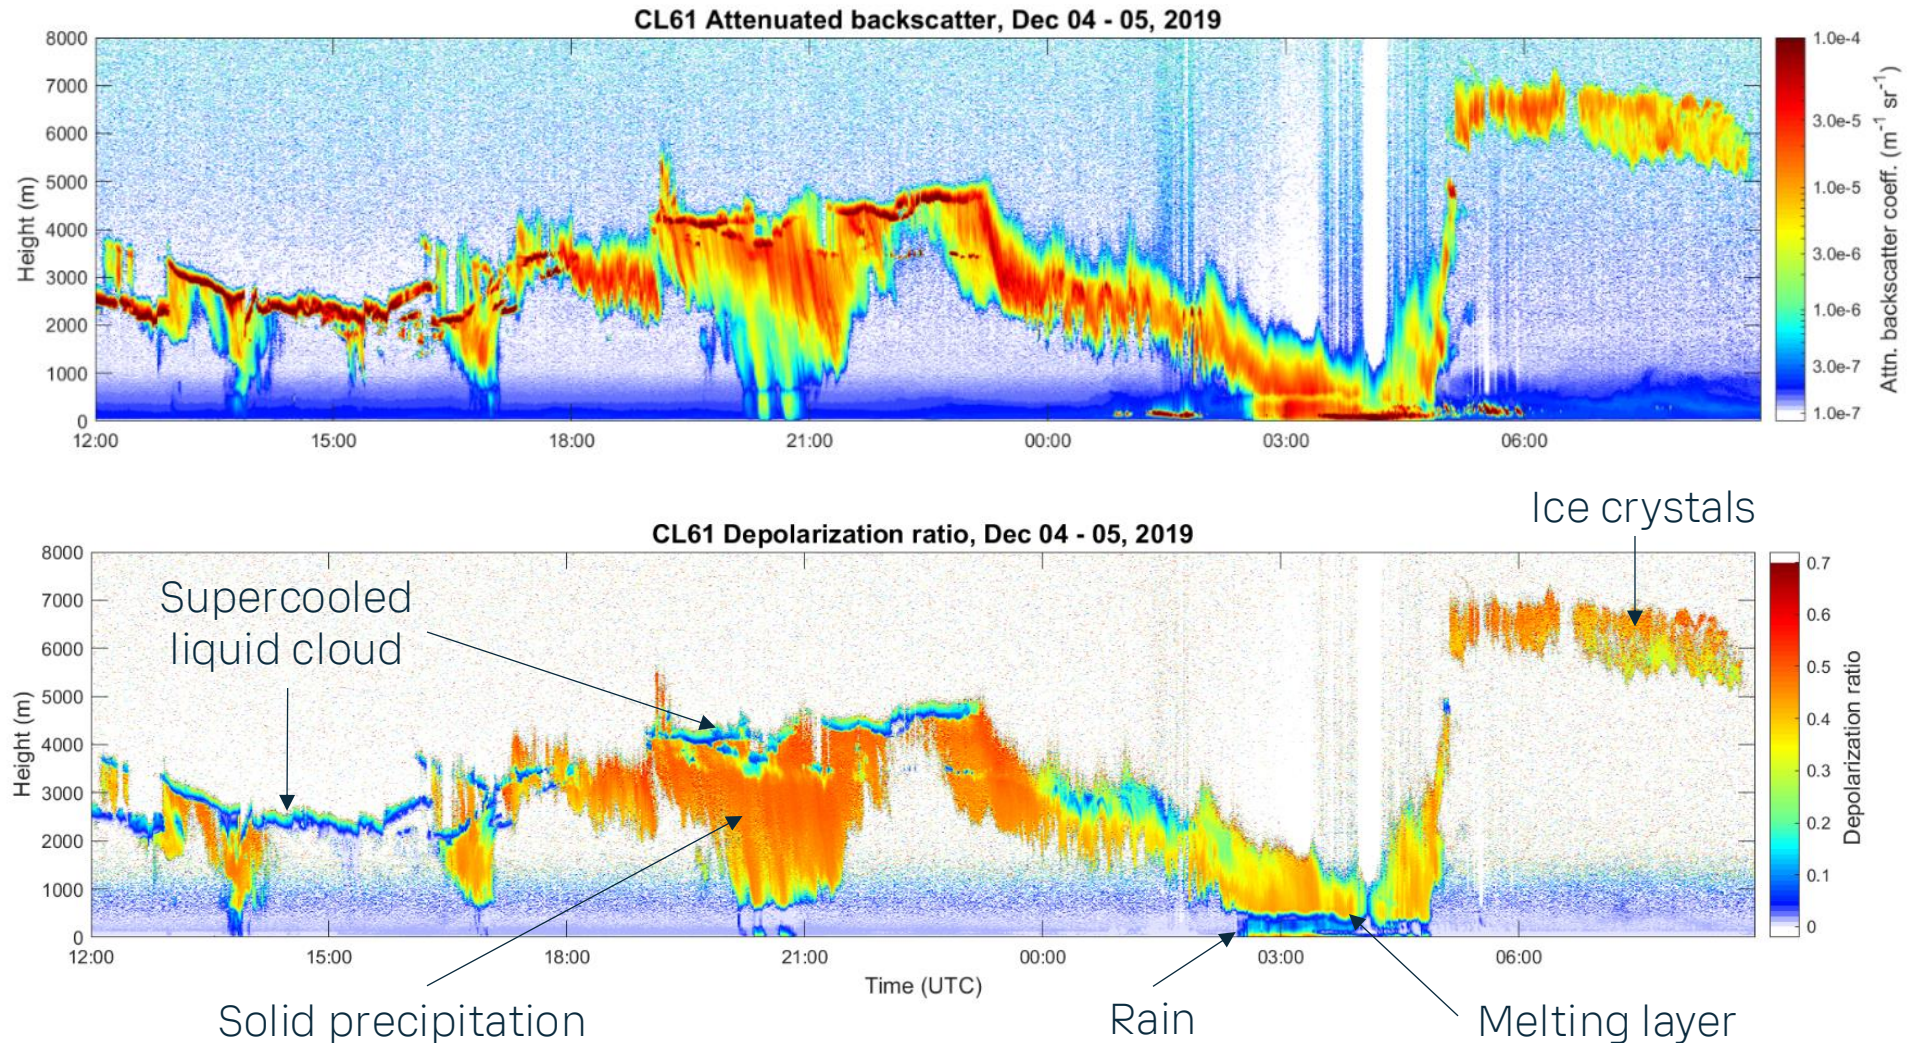 CL61 Attenuated backscatter, Dec 04 - 05, 2019
Height (m)
8000
7000
6000
5000
4000
3000
2000
1000
0
12:00 15:00 18:00 21:00 00:00 03:00 06:00
1.0e-4
3.0e-5
1.0e-5
3.0e-6
1.0e-6
3.0e-7
1.0e-7
Attn. backscatter coeff. (m⁻¹ sr⁻¹)
Ice crystals
CL61 Depolarization ratio, Dec 04 - 05, 2019
Supercooled
liquid cloud
Height (m)
8000
7000
6000
5000
4000
3000
2000
1000
0
12:00 15:00 18:00 21:00 00:00 03:00 06:00
Time (UTC)
0.7
0.6
0.5
0.4
0.3
0.2
0.1
0
Depolarization ratio
Solid precipitation
Rain
Melting layer